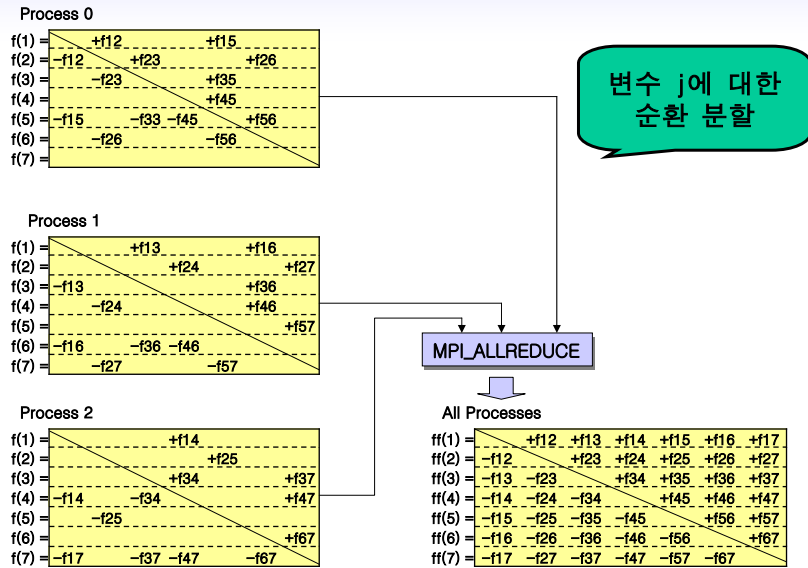 Process 0
f(1) = +f12 +f15
f(2) = −f12 +f23 +f26
f(3) = −f23 +f35
f(4) = +f45
f(5) = −f15 −f33 −f45 +f56
f(6) = −f26 −f56
f(7) =
변수 j에 대한
순환 분할
Process 1
f(1) = +f13 +f16
f(2) = +f24 +f27
f(3) = −f13 +f36
f(4) = −f24 +f46
f(5) = +f57
f(6) = −f16 −f36 −f46
f(7) = −f27 −f57
MPI_ALLREDUCE
Process 2
f(1) = +f14
f(2) = +f25
f(3) = +f34 +f37
f(4) = −f14 −f34 +f47
f(5) = −f25
f(6) = +f67
f(7) = −f17 −f37 −f47 −f67
All Processes
ff(1) = +f12 +f13 +f14 +f15 +f16 +f17
ff(2) = −f12 +f23 +f24 +f25 +f26 +f27
ff(3) = −f13 −f23 +f34 +f35 +f36 +f37
ff(4) = −f14 −f24 −f34 +f45 +f46 +f47
ff(5) = −f15 −f25 −f35 −f45 +f56 +f57
ff(6) = −f16 −f26 −f36 −f46 −f56 +f67
ff(7) = −f17 −f27 −f37 −f47 −f57 −f67